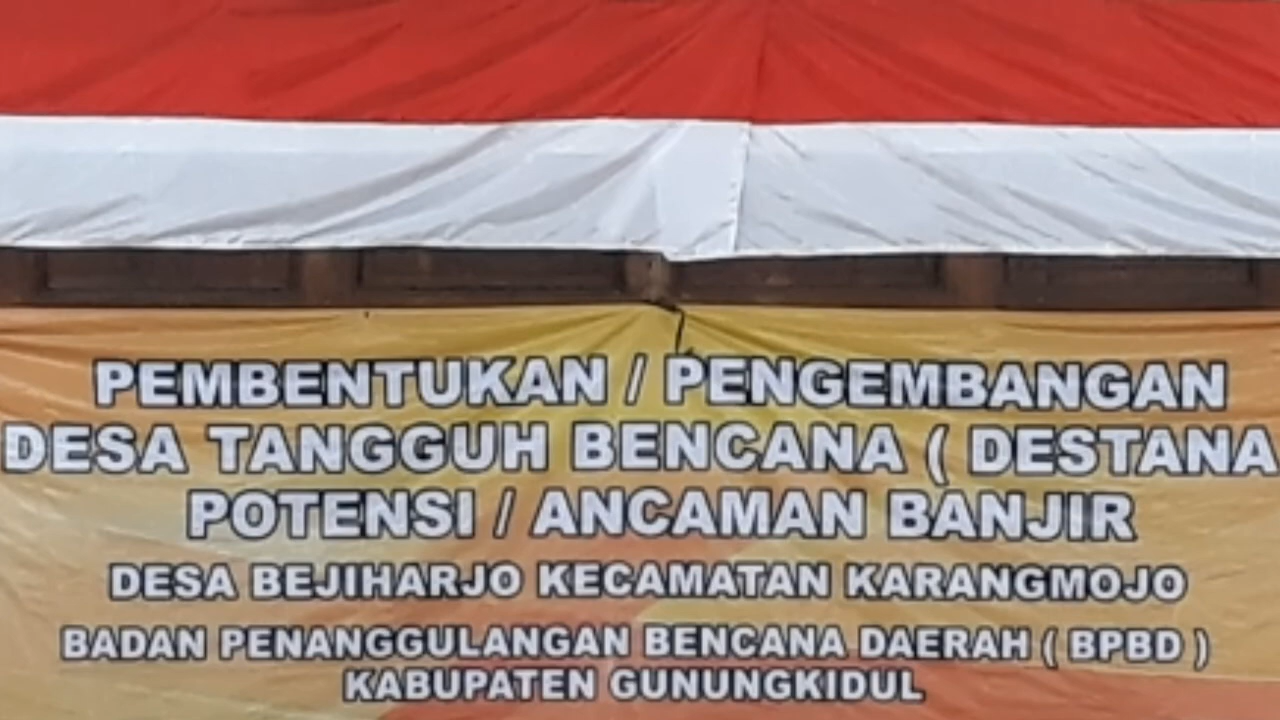 PEMBENTUKAN / PENGEMBANGAN
DESA TANGGUH BENCANA ( DESTANA
POTENSI / ANCAMAN BANJIR
DESA BEJIHARJO KECAMATAN KARANGMOJO
BADAN PENANGGULANGAN BENCANA DAERAH ( BPBD )
KABUPATEN GUNUNGKIDUL